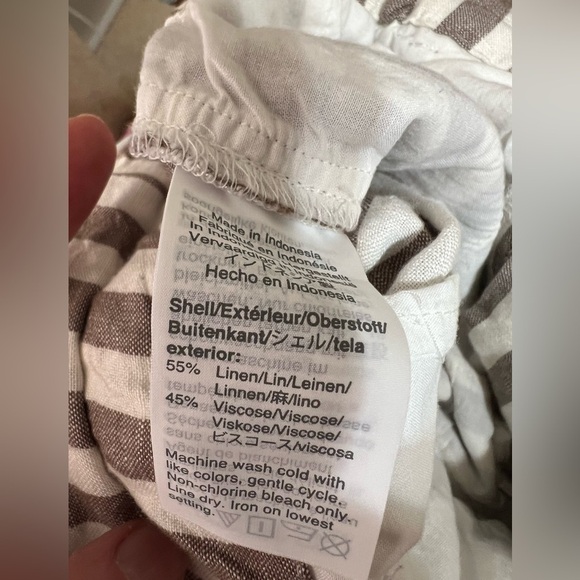 Made in Indonesia
Fabriqué en Indonésie
In Indonesien
Vervaardigd
インドネシア製
Hecho en Indonesia
Shell/Extérieur/Oberstoff/
Buitenkant/シェル/tela
exterior:
55% Linen/Lin/Leinen/
Linnen/麻/lino
45% Viscose/Viscose/
Viskose/Viscose/
ビスコース/viscosa
Machine wash cold with
like colors, gentle cycle.
Non-chlorine bleach only.
Line dry. Iron on lowest
setting.